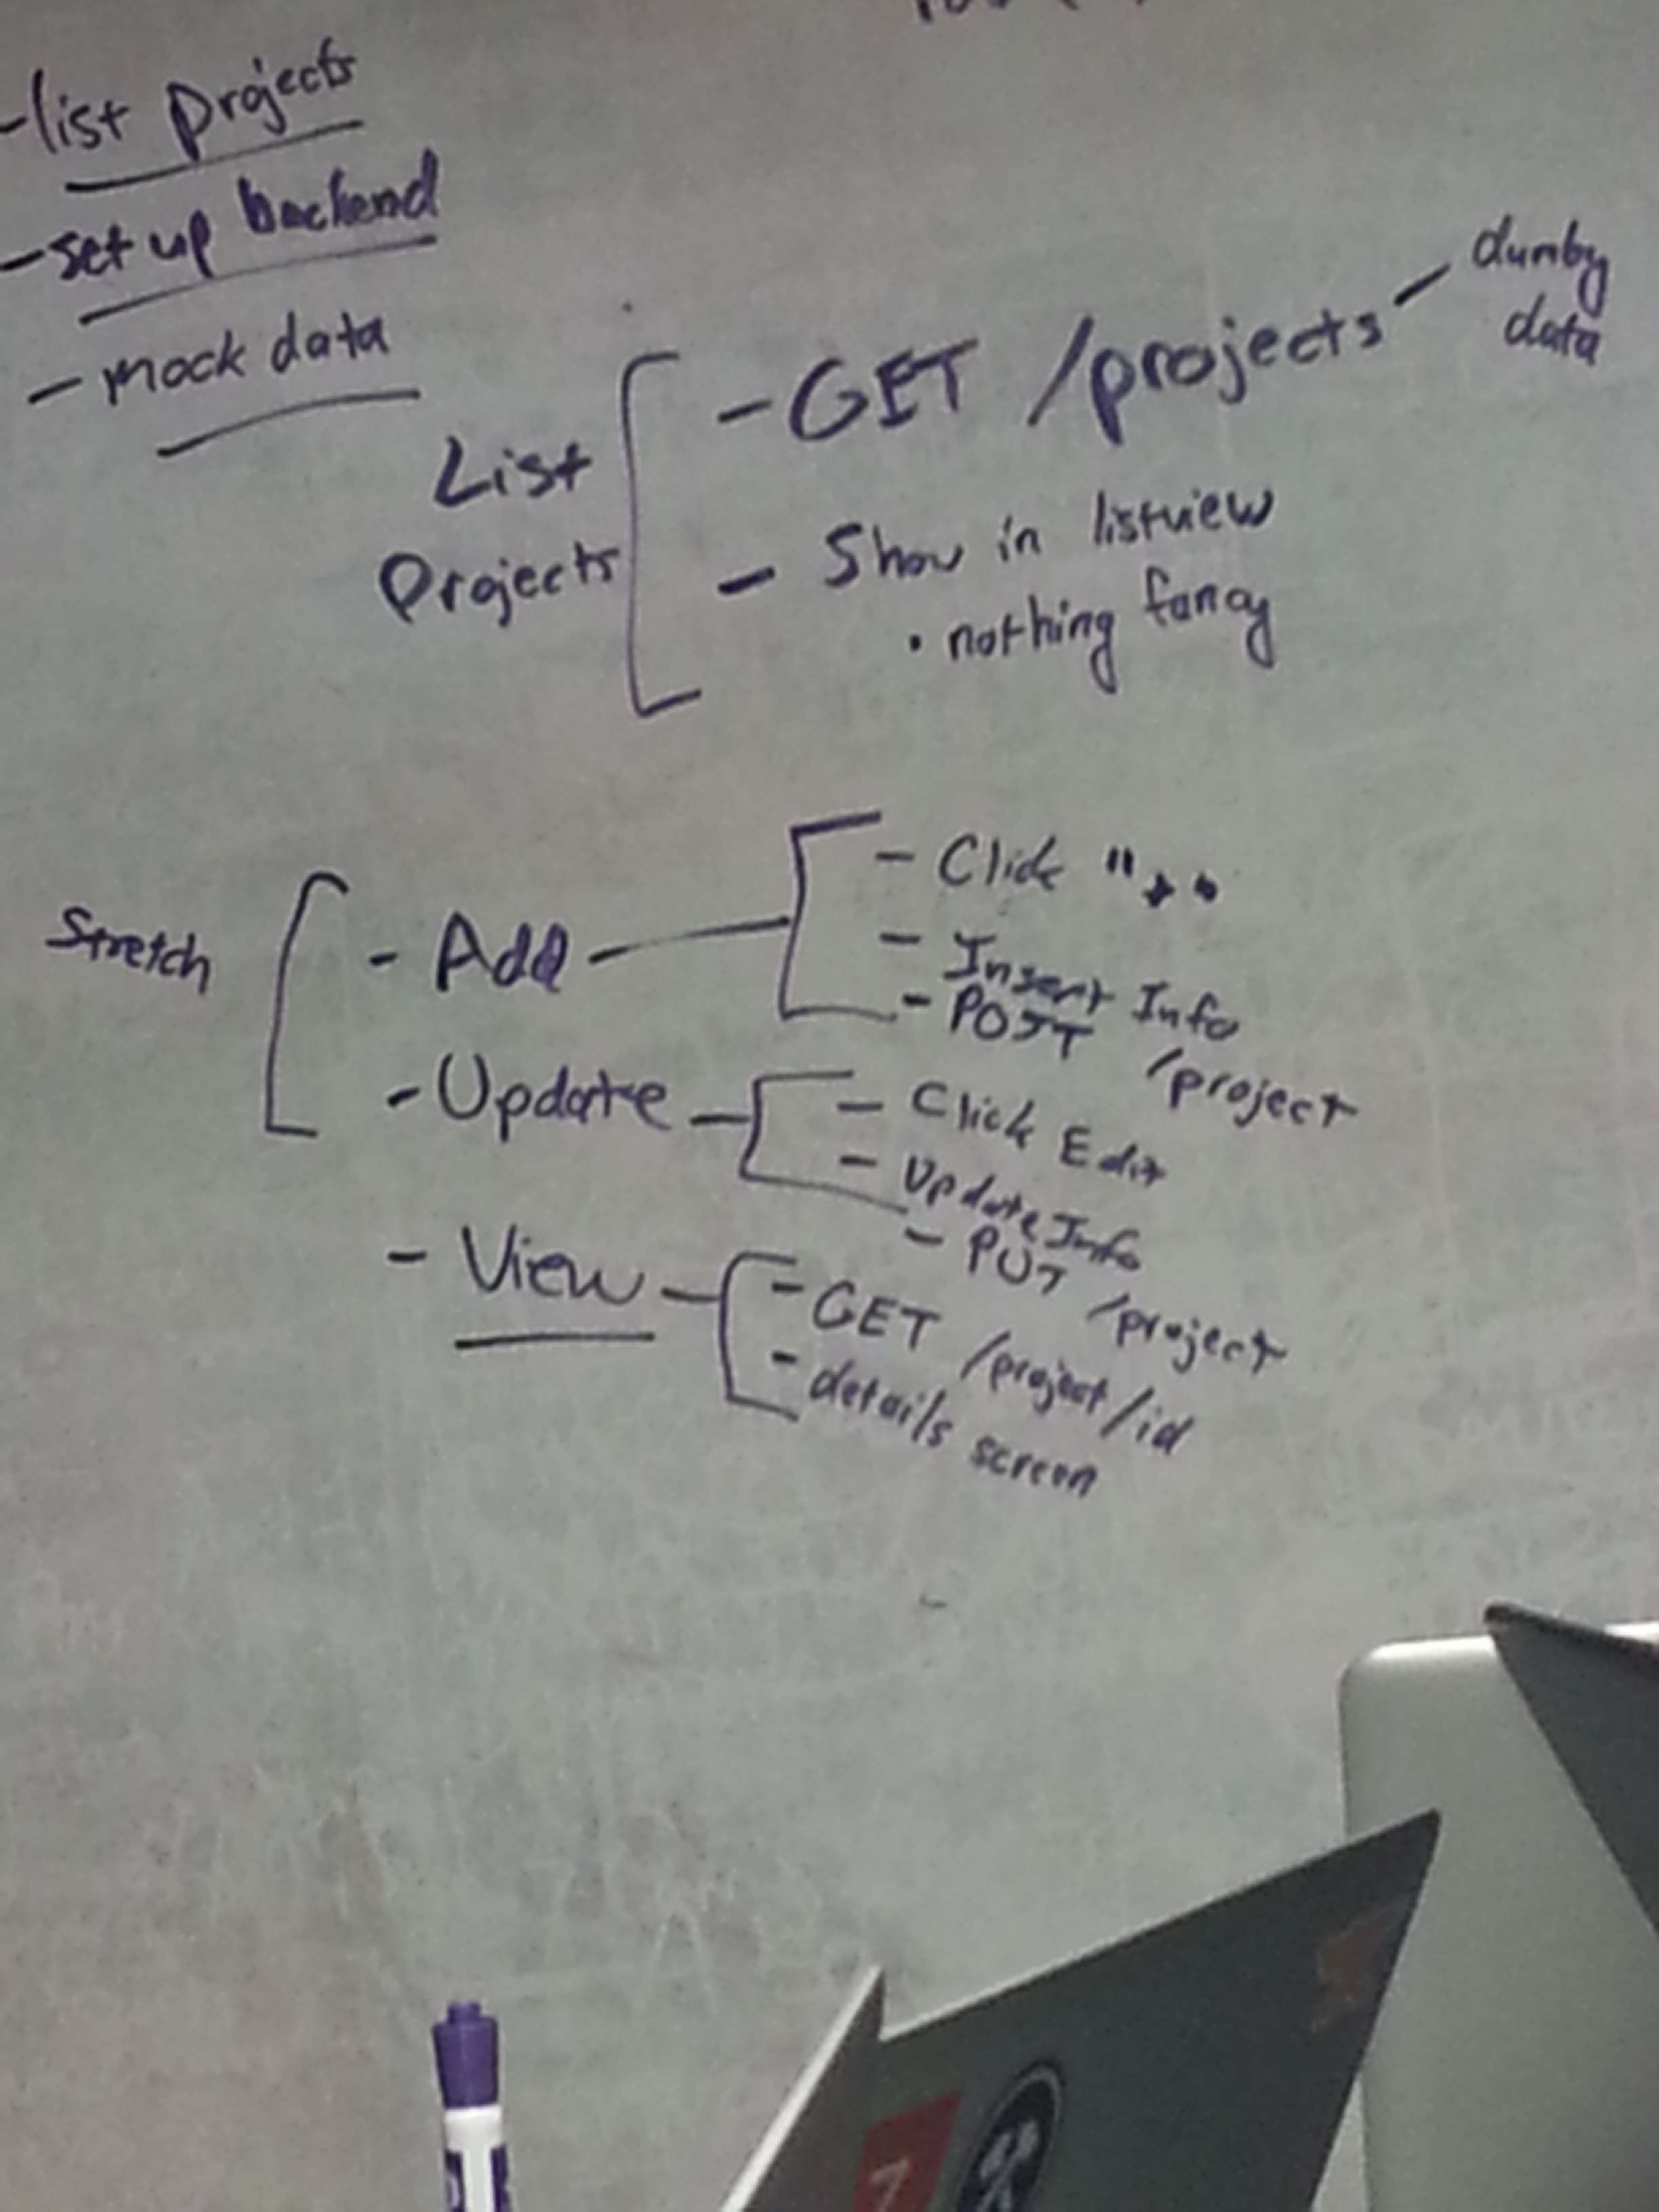 - list projects
- set up backend
- mock data
List
Projects
- GET /projects - dumby
data
- Show in listview
• nothing fancy
Stretch
- Add
- Click "+"
- Insert Info
- POST /project
- Update
- Click Edit
- Update Info
- PUT /project
- View
- GET /project/id
- details screen